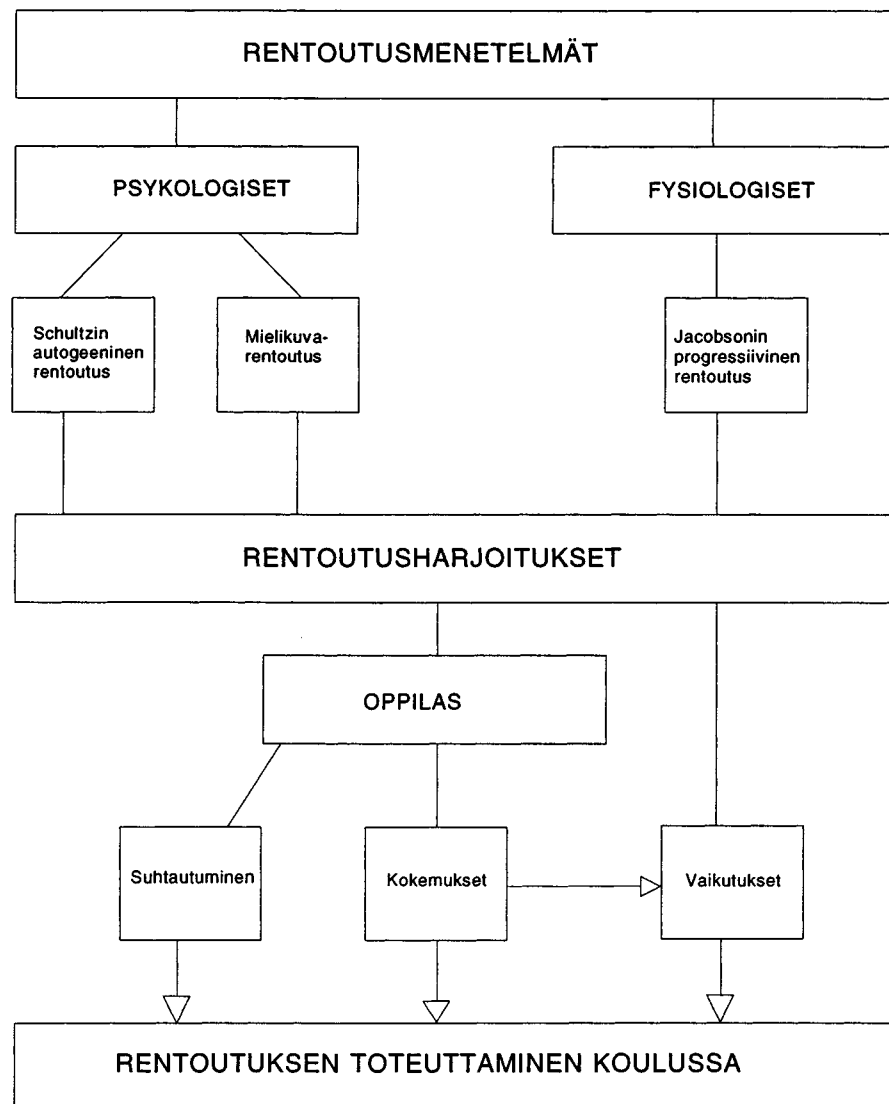 RENTOUTUSMENETELMÄT
PSYKOLOGISET
FYSIOLOGISET
Schultzin
autogeeninen
rentoutus
Mielikuva-
rentoutus
Jacobsonin
progressiivinen
rentoutus
RENTOUTUSHARJOITUKSET
OPPILAS
Suhtautuminen
Kokemukset
Vaikutukset
RENTOUTUKSEN TOTEUTTAMINEN KOULUSSA